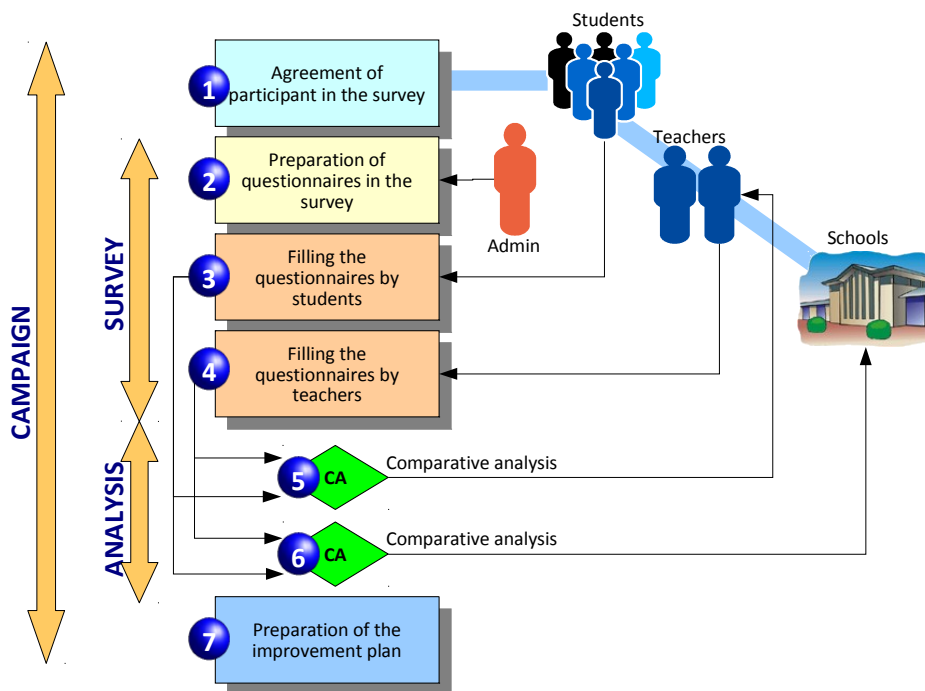 Students
1
Agreement of
participant in the survey
Teachers
2
Preparation of
questionnaires in the
survey
Admin
Schools
3
Filling the
questionnaires by
students
4
Filling the
questionnaires by
teachers
CAMPAIGN
SURVEY
ANALYSIS
5
CA
Comparative analysis
6
CA
Comparative analysis
7
Preparation of the
improvement plan